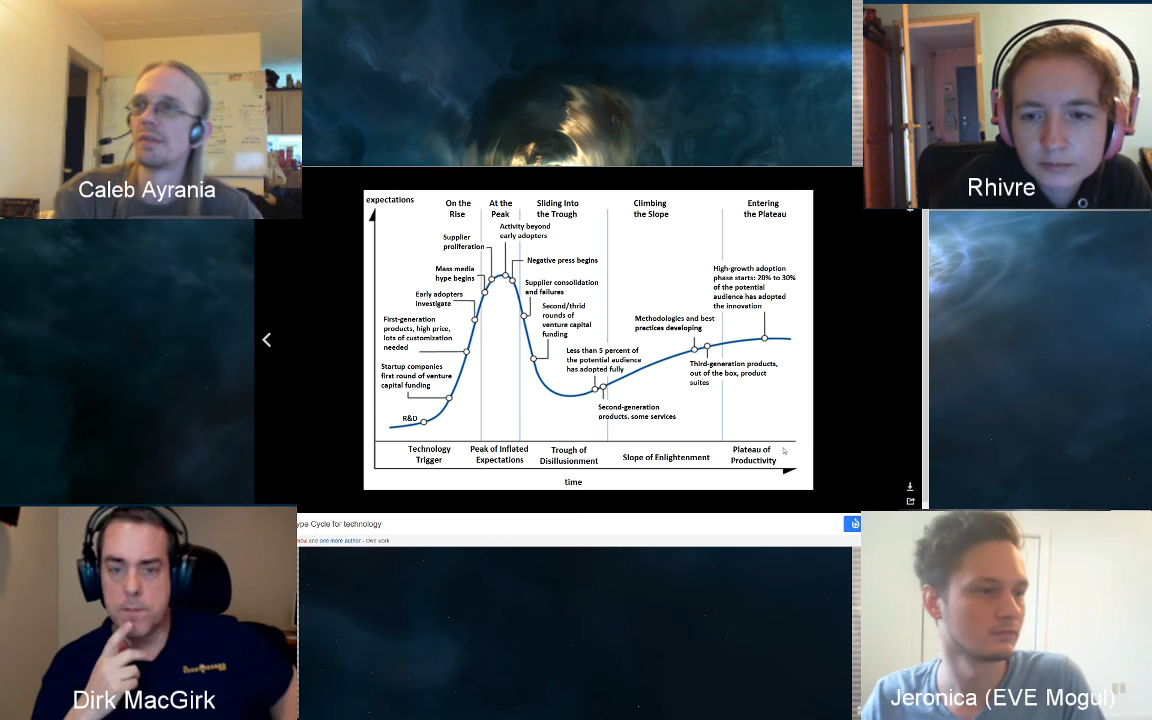 Caleb Ayrania
Rhivre
expectations
On the
Rise
At the
Peak
Sliding Into
the Trough
Climbing
the Slope
Entering
the Plateau
Activity beyond
early adopters
Supplier
proliferation
Negative press begins
Mass media
hype begins
Supplier consolidation
and failures
Early adopters
investigate
Second/thrid
rounds of
venture capital
funding
First-generation
products, high price,
lots of customization
needed
Less than 5 percent of
the potential audience
has adopted fully
Startup companies
first round of venture
capital funding
R&D
Second-generation
products, some services
Methodologies and best
practices developing
Third-generation products,
out of the box, product
suites
High-growth adoption
phase starts: 20% to 30%
of the potential
audience has adopted
the innovation
Technology
Trigger
Peak of Inflated
Expectations
Trough of
Disillusionment
Slope of Enlightenment
Plateau of
Productivity
time
ype Cycle for technology
and one more author - Own work
Dirk MacGirk
Jeronica (EVE Mogul)